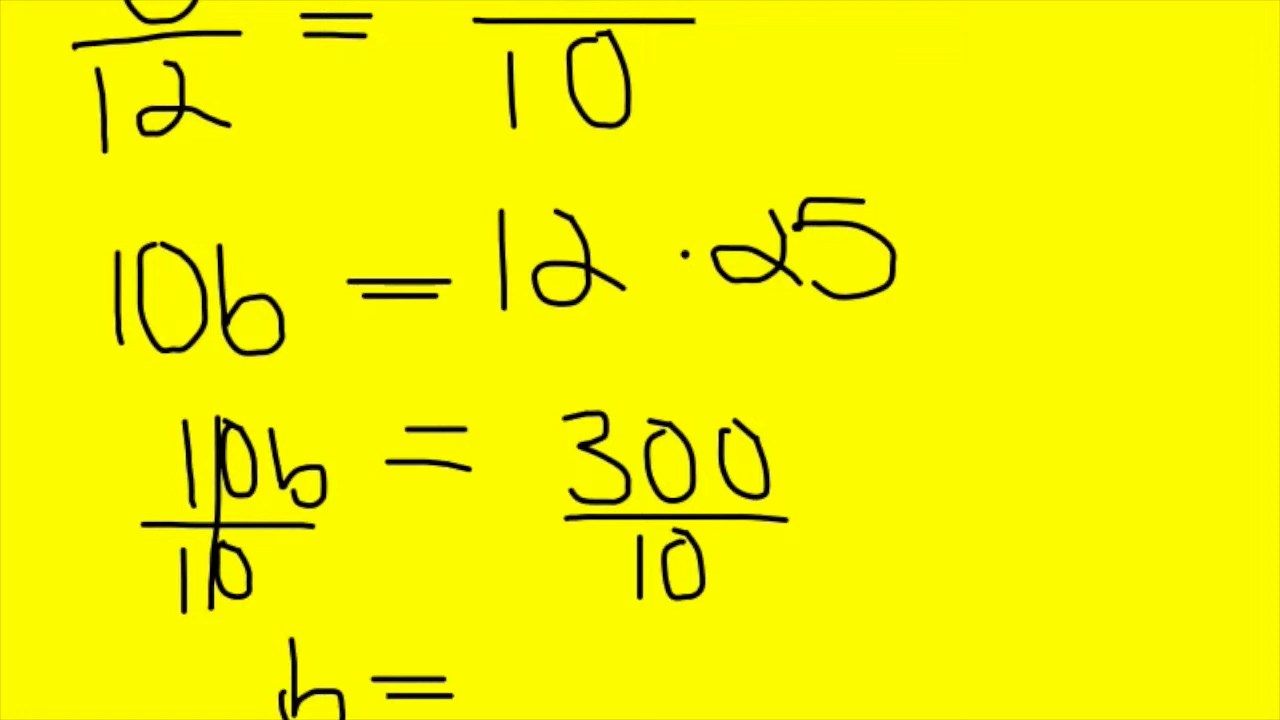 12 = 10
10b = 12 · 25
10b = 300
10 10
b =